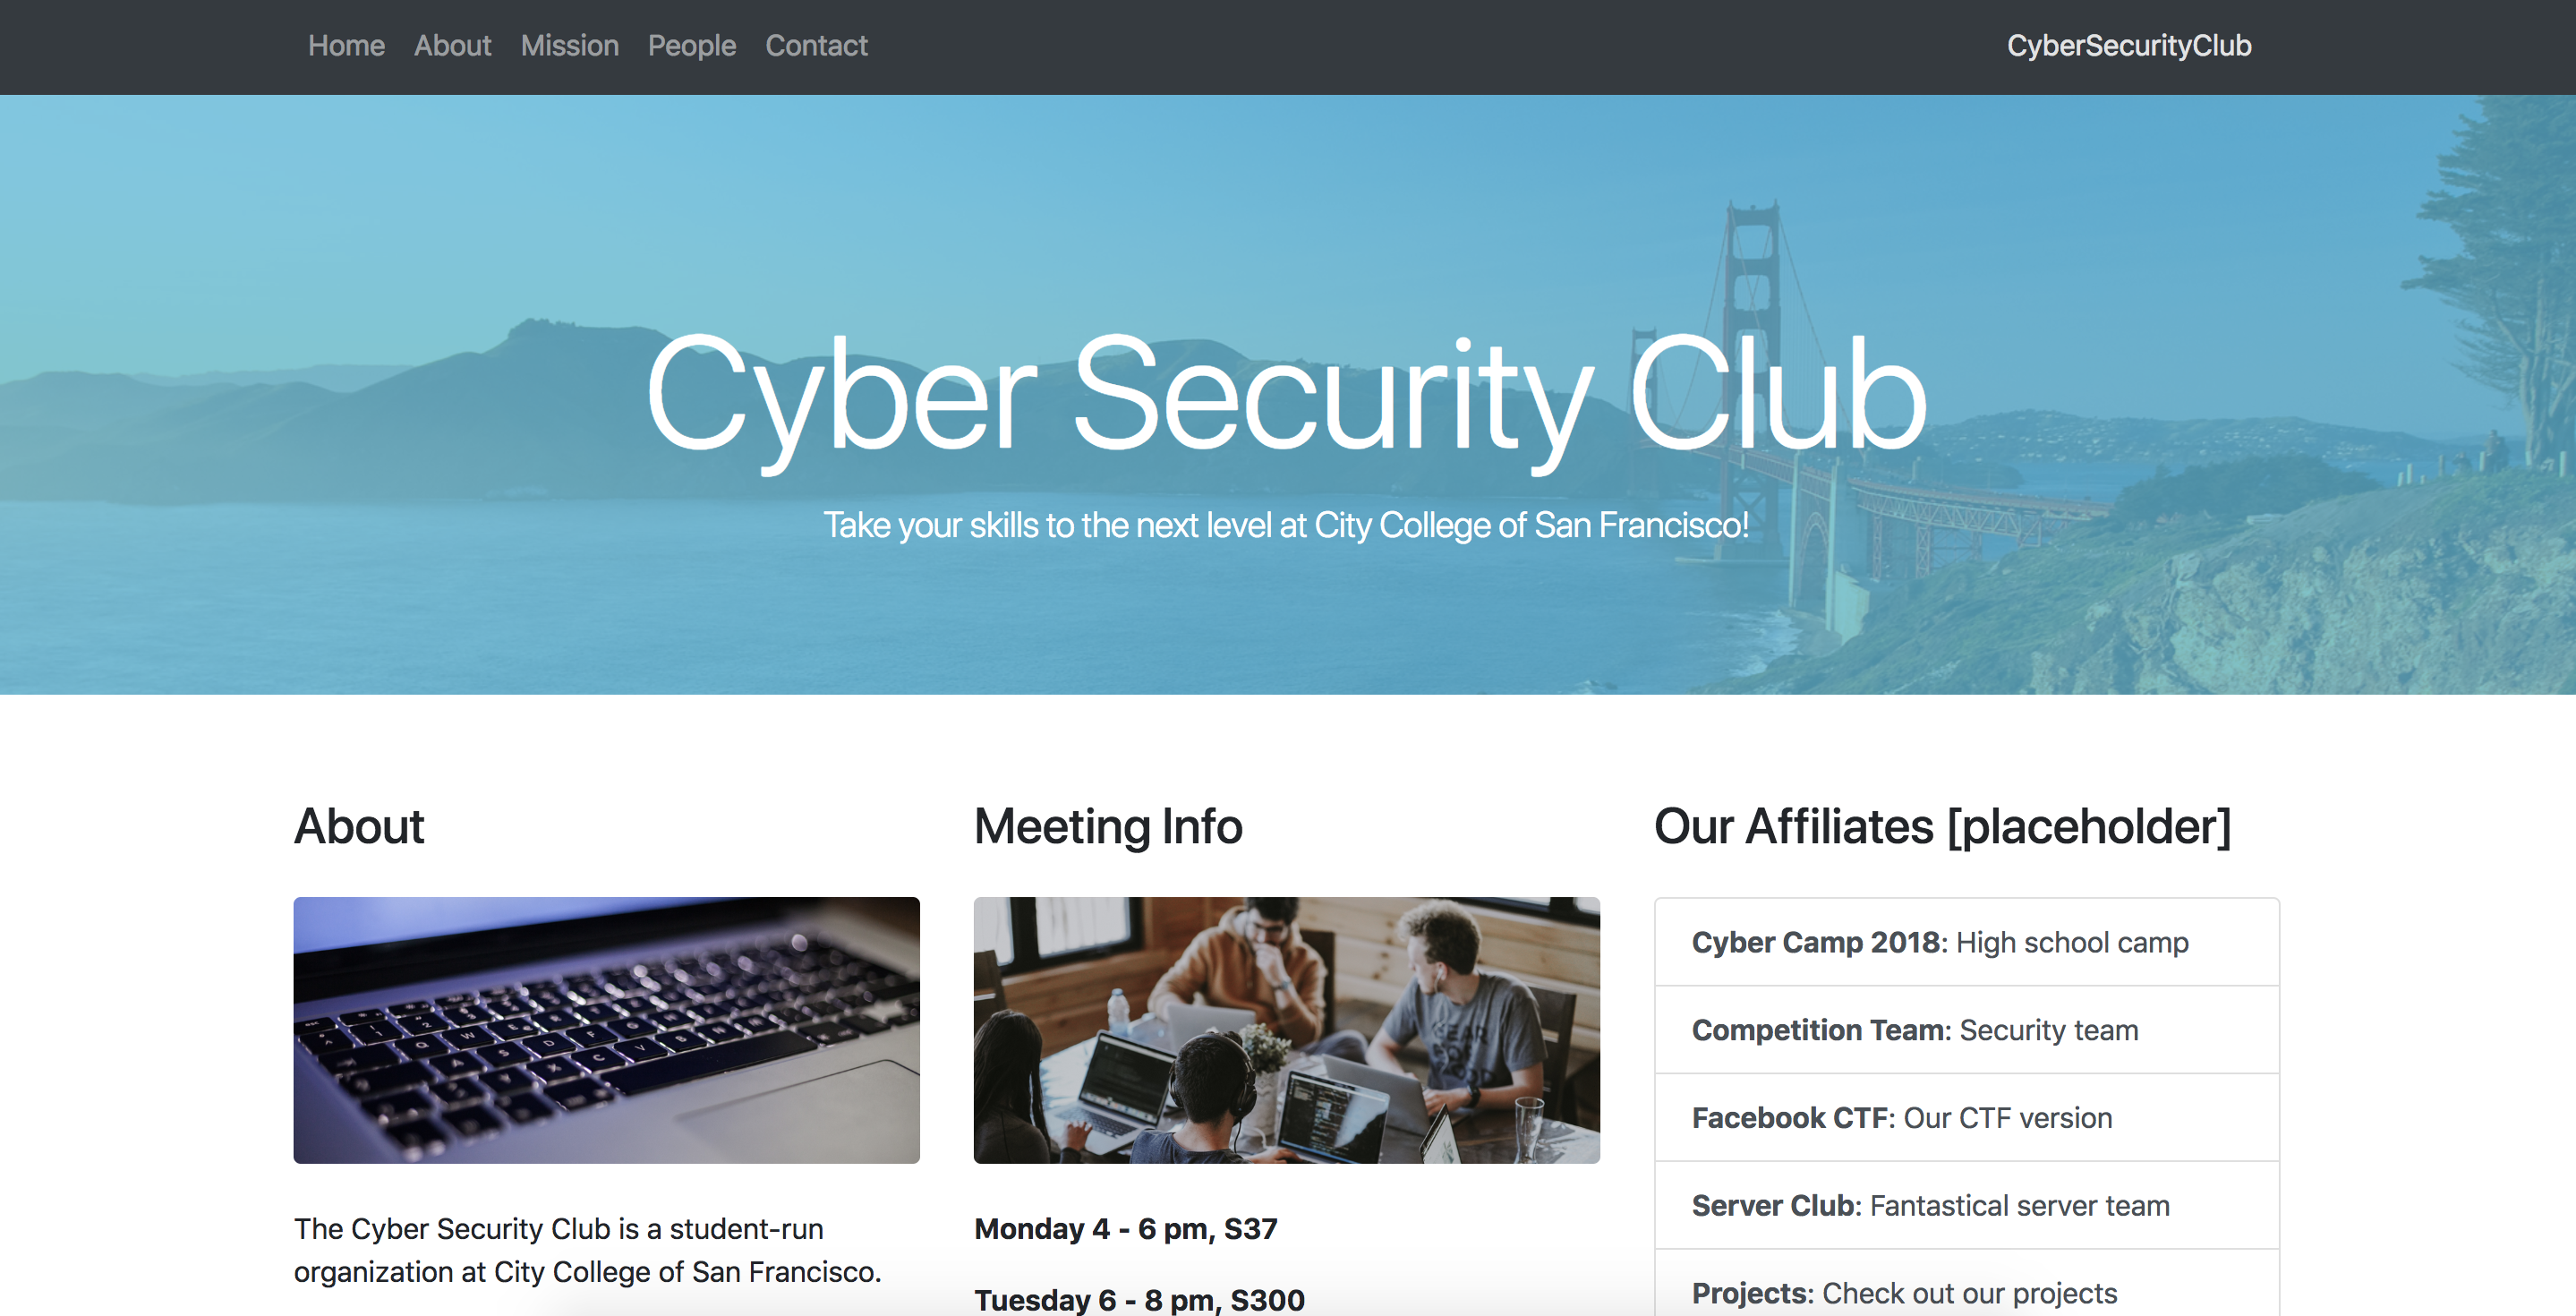 Home About Mission People Contact CyberSecurityClub
Cyber Security Club
Take your skills to the next level at City College of San Francisco!
About
The Cyber Security Club is a student-run
organization at City College of San Francisco.
Meeting Info
Monday 4 - 6 pm, S37
Tuesday 6 - 8 pm, S300
Our Affiliates [placeholder]
Cyber Camp 2018: High school camp
Competition Team: Security team
Facebook CTF: Our CTF version
Server Club: Fantastical server team
Projects: Check out our projects